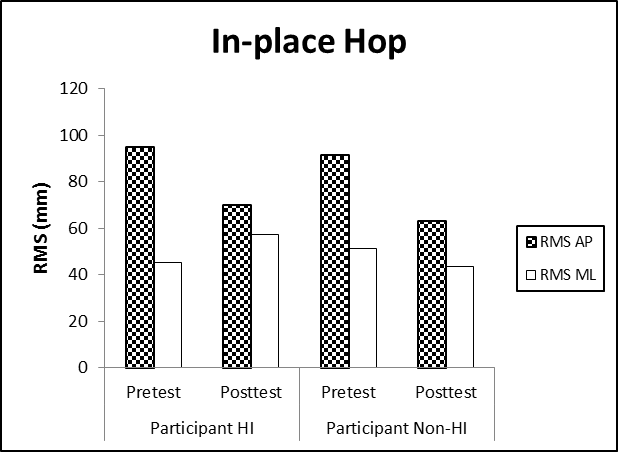 In-place Hop
120
100
80
60
40
20
0
RMS (mm)
Pretest Posttest Pretest Posttest
Participant HI Participant Non-HI
RMS AP
RMS ML